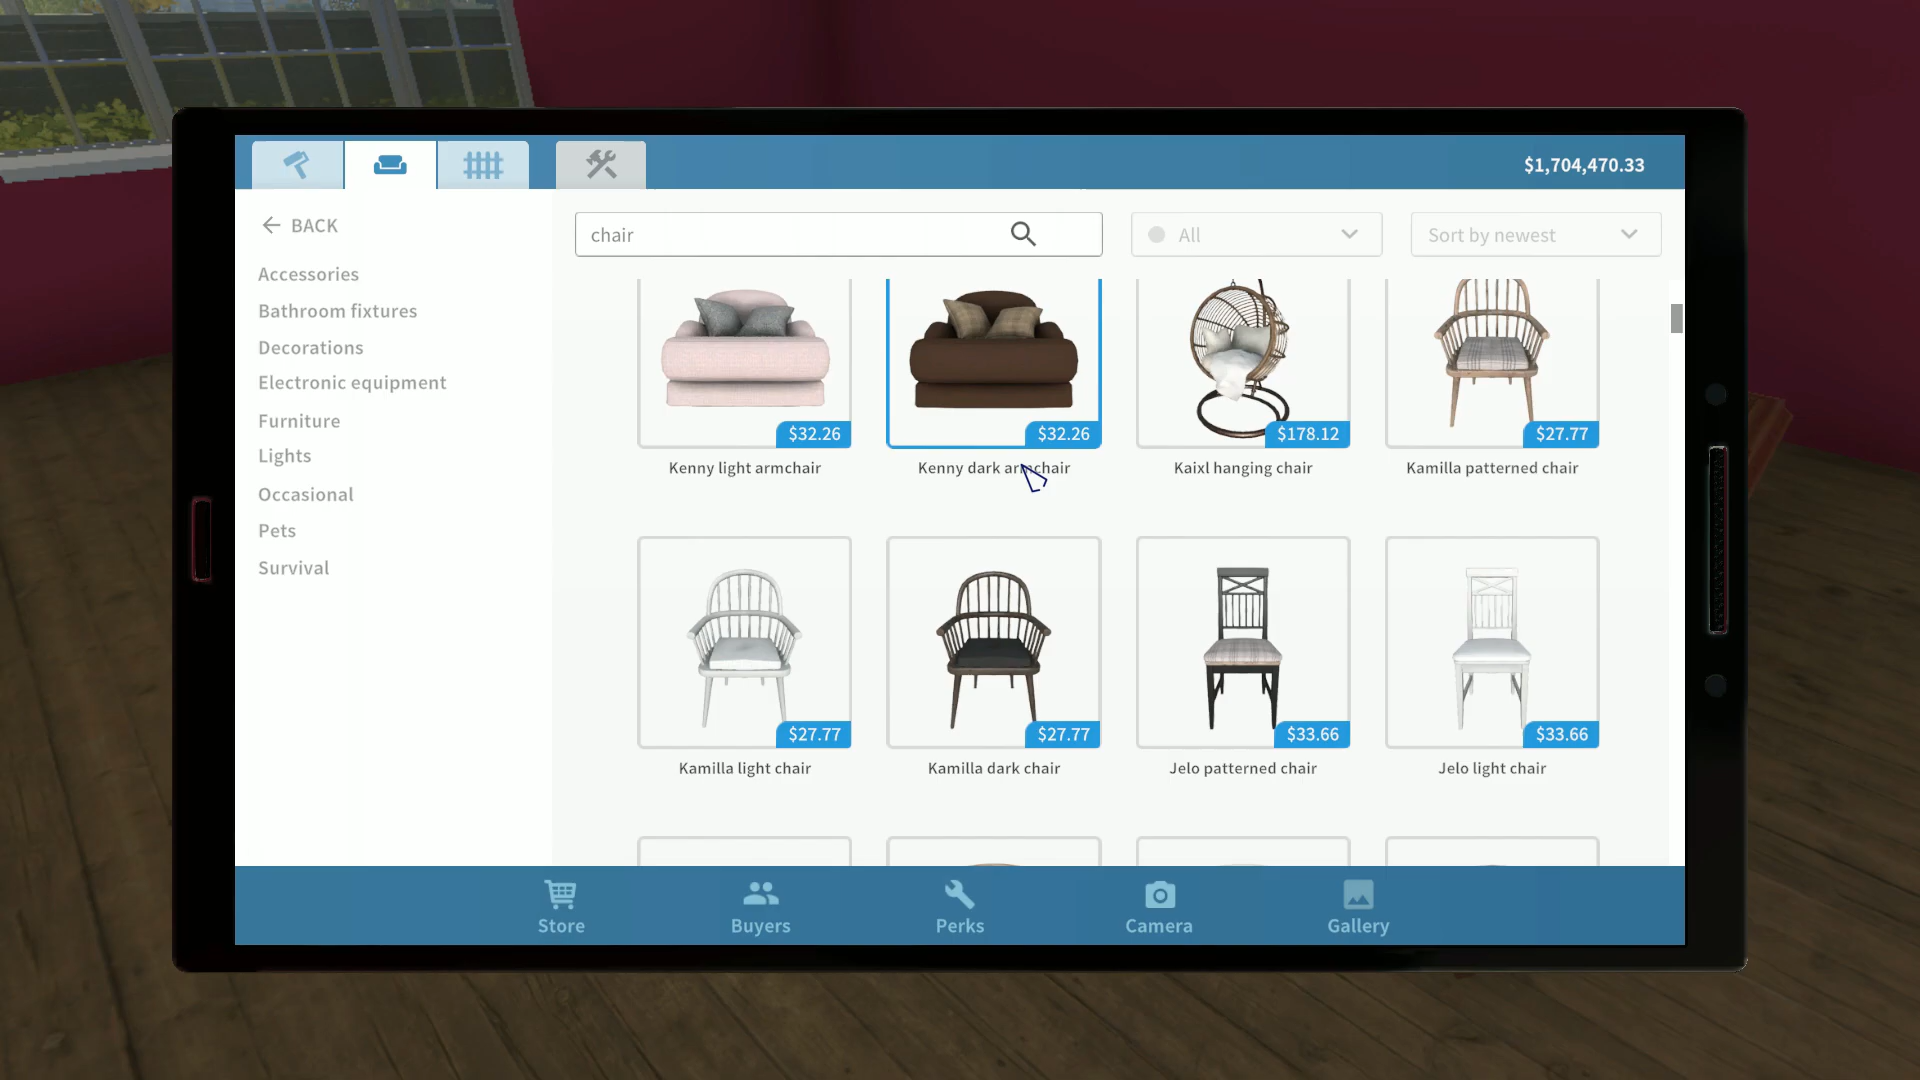 $1,704,470.33
BACK
chair
All
Sort by newest
Accessories
Bathroom fixtures
Decorations
Electronic equipment
Furniture
Lights
Occasional
Pets
Survival
$32.26
$32.26
$178.12
$27.77
Kenny light armchair
Kenny dark armchair
Kaixl hanging chair
Kamilla patterned chair
$27.77
$27.77
$33.66
$33.66
Kamilla light chair
Kamilla dark chair
Jelo patterned chair
Jelo light chair
Store
Buyers
Perks
Camera
Gallery